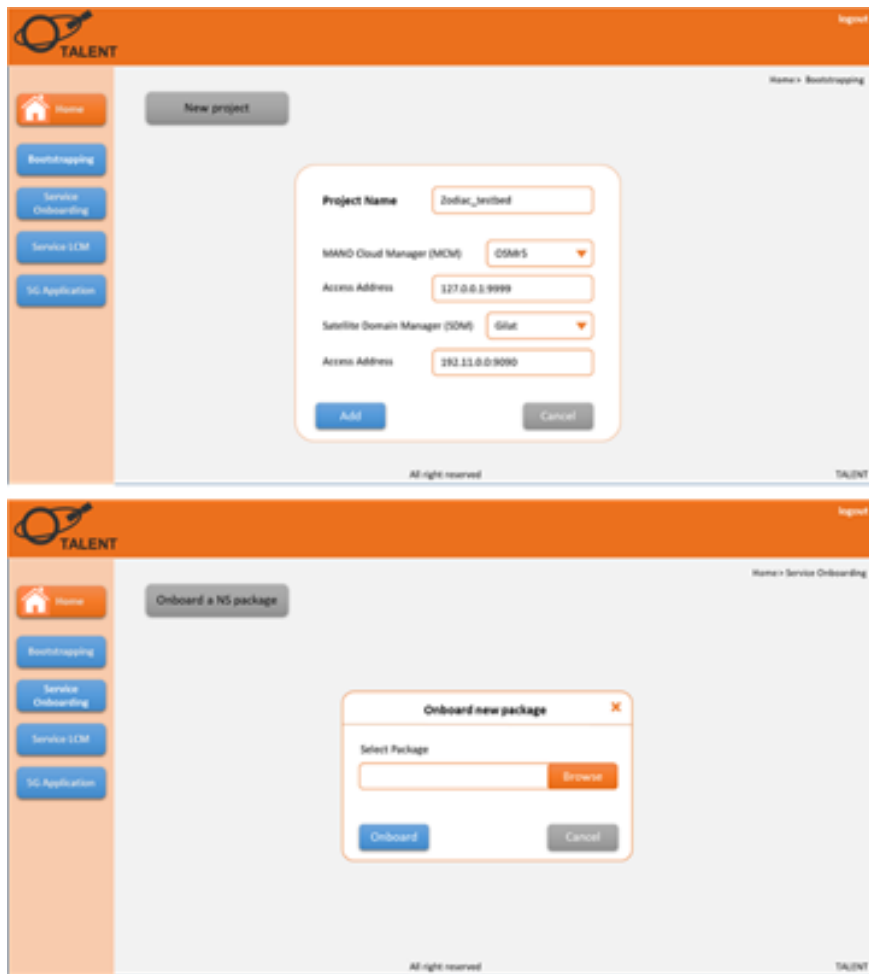 TALENT
logout
Home> Bootstrapping
Home
New project
Bootstrapping
Service
Onboarding
Service LCM
5G Application
Project Name
Zodiac_testbed
MANO Cloud Manager (MCM)
OSMr5
Access Address
127.0.0.1:9999
Satellite Domain Manager (SDM)
Gilat
Access Address
192.11.0.0:9090
Add
Cancel
All right reserved
TALENT
TALENT
logout
Home> Service Onboarding
Home
Onboard a NS package
Bootstrapping
Service
Onboarding
Service LCM
5G Application
Onboard new package
×
Select Package
Browse
Onboard
Cancel
All right reserved
TALENT